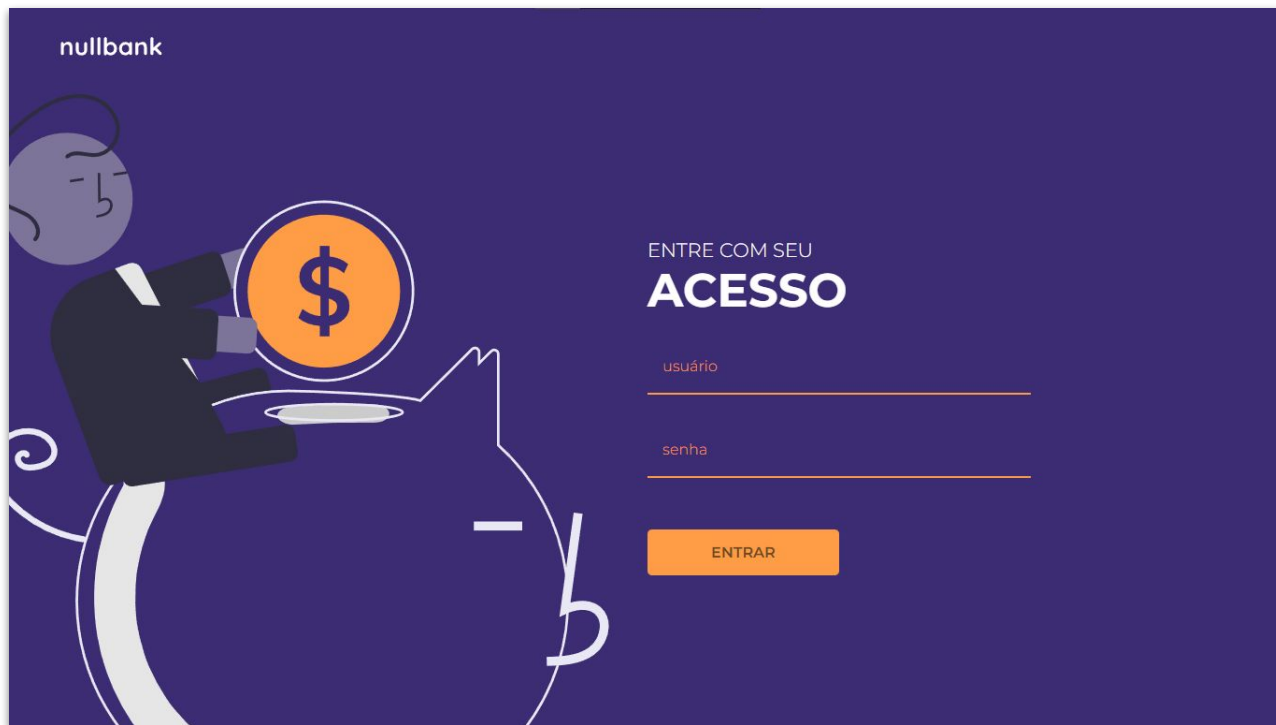 nullbank
$
ENTRE COM SEU
ACESSO
usuário
senha
ENTRAR